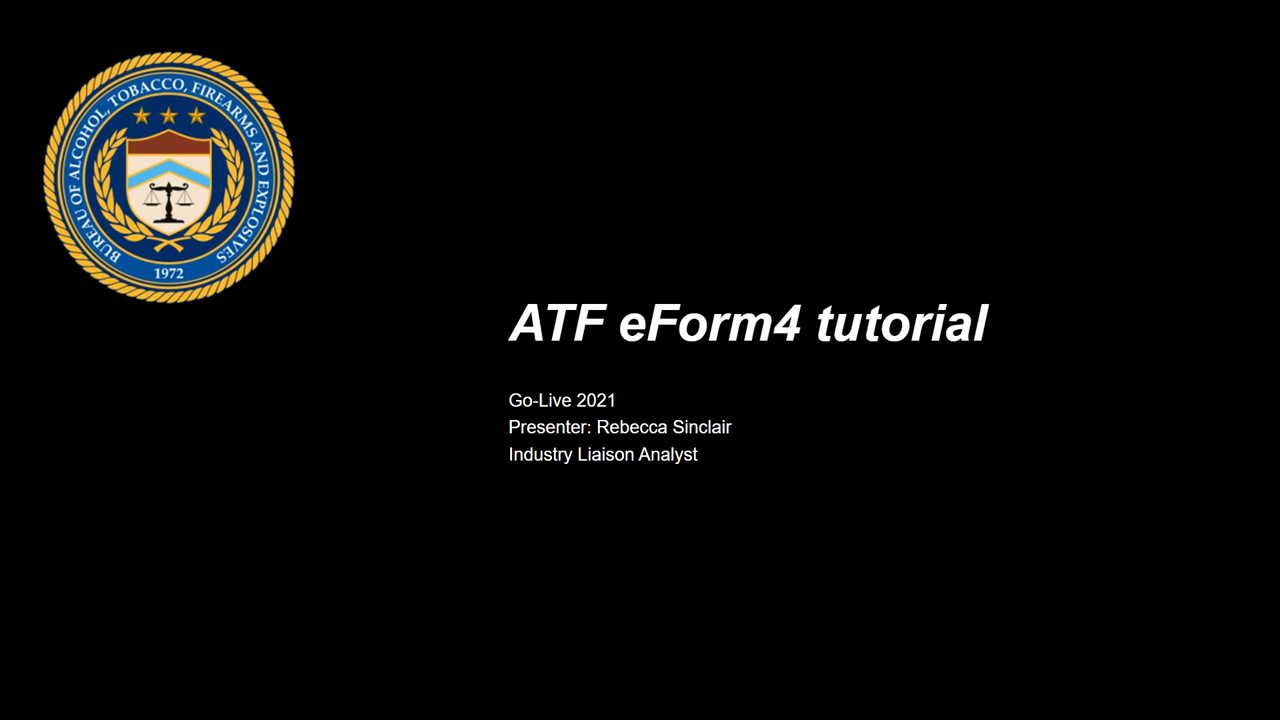 BUREAU OF ALCOHOL, TOBACCO, FIREARMS AND EXPLOSIVES
1972
ATF eForm4 tutorial
Go-Live 2021
Presenter: Rebecca Sinclair
Industry Liaison Analyst